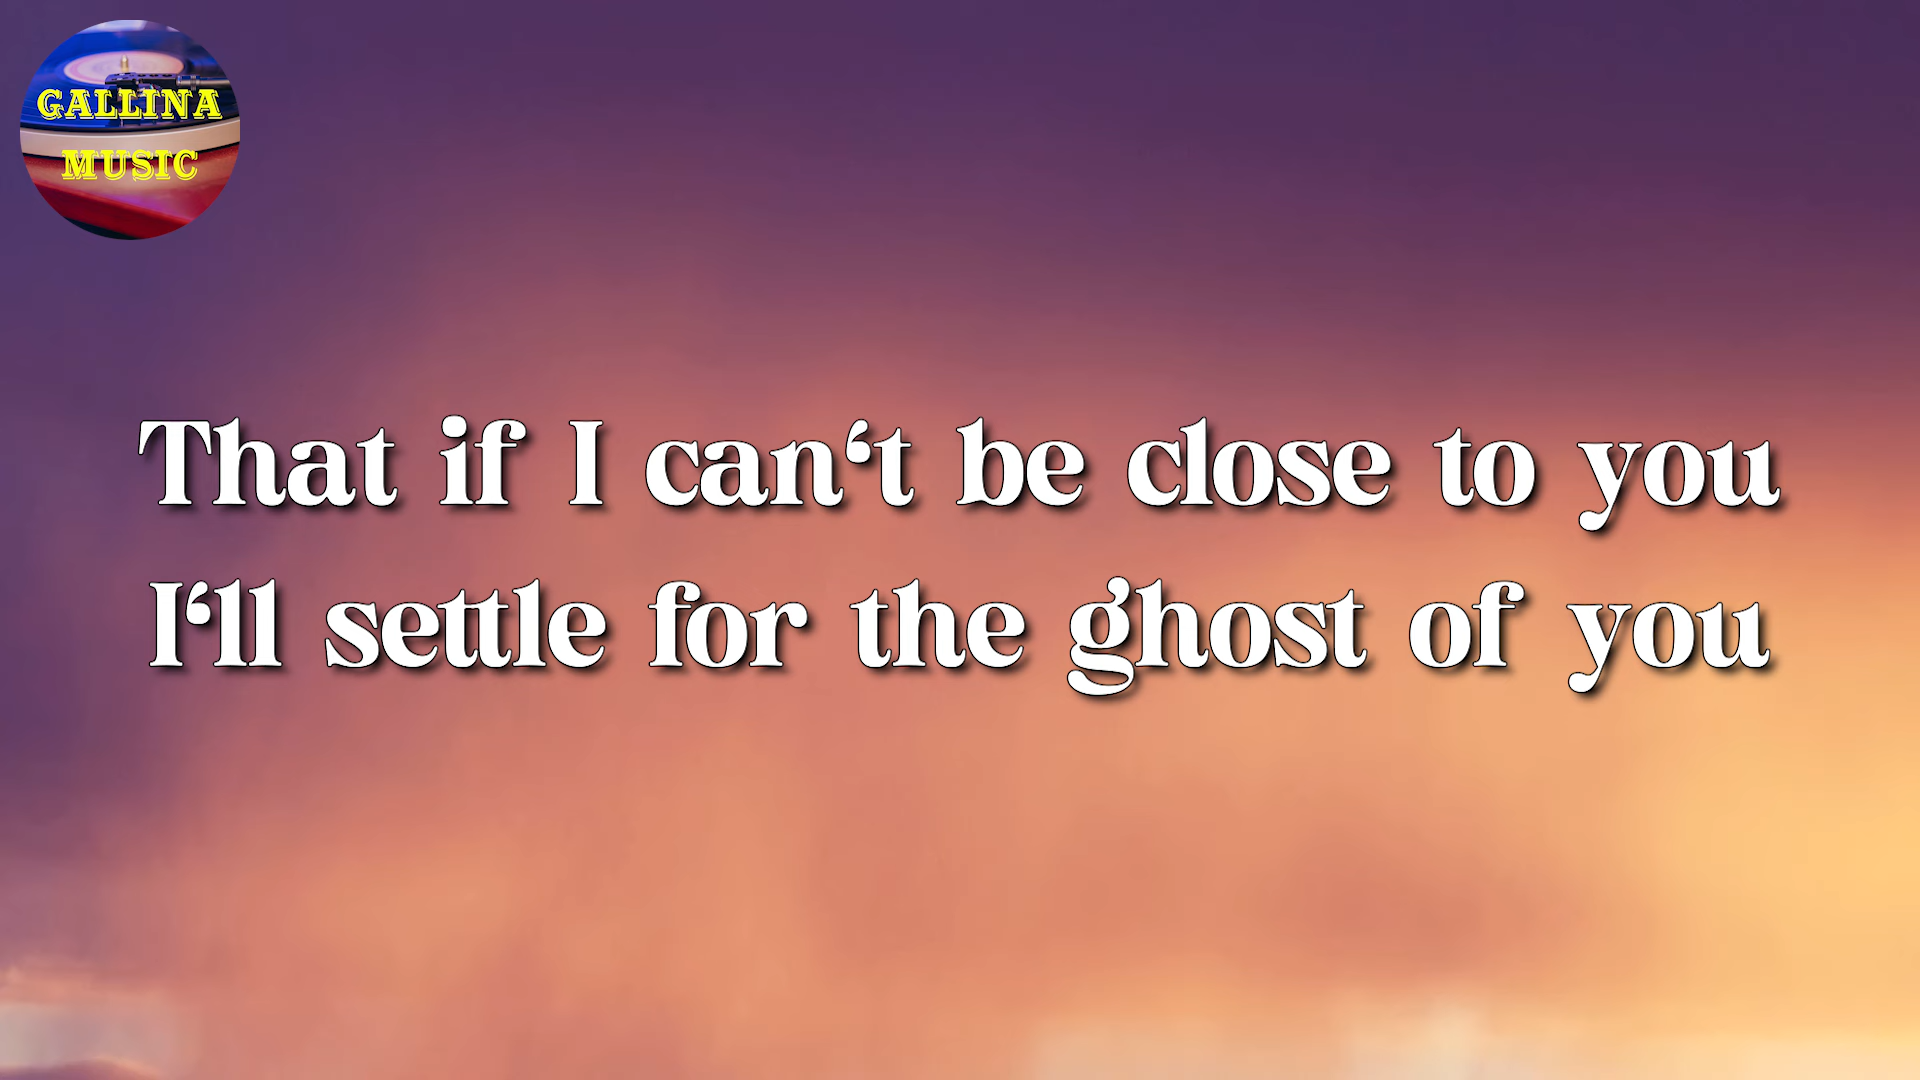 GALLINA
MUSIC
That if I can‘t be close to you
I‘ll settle for the ghost of you